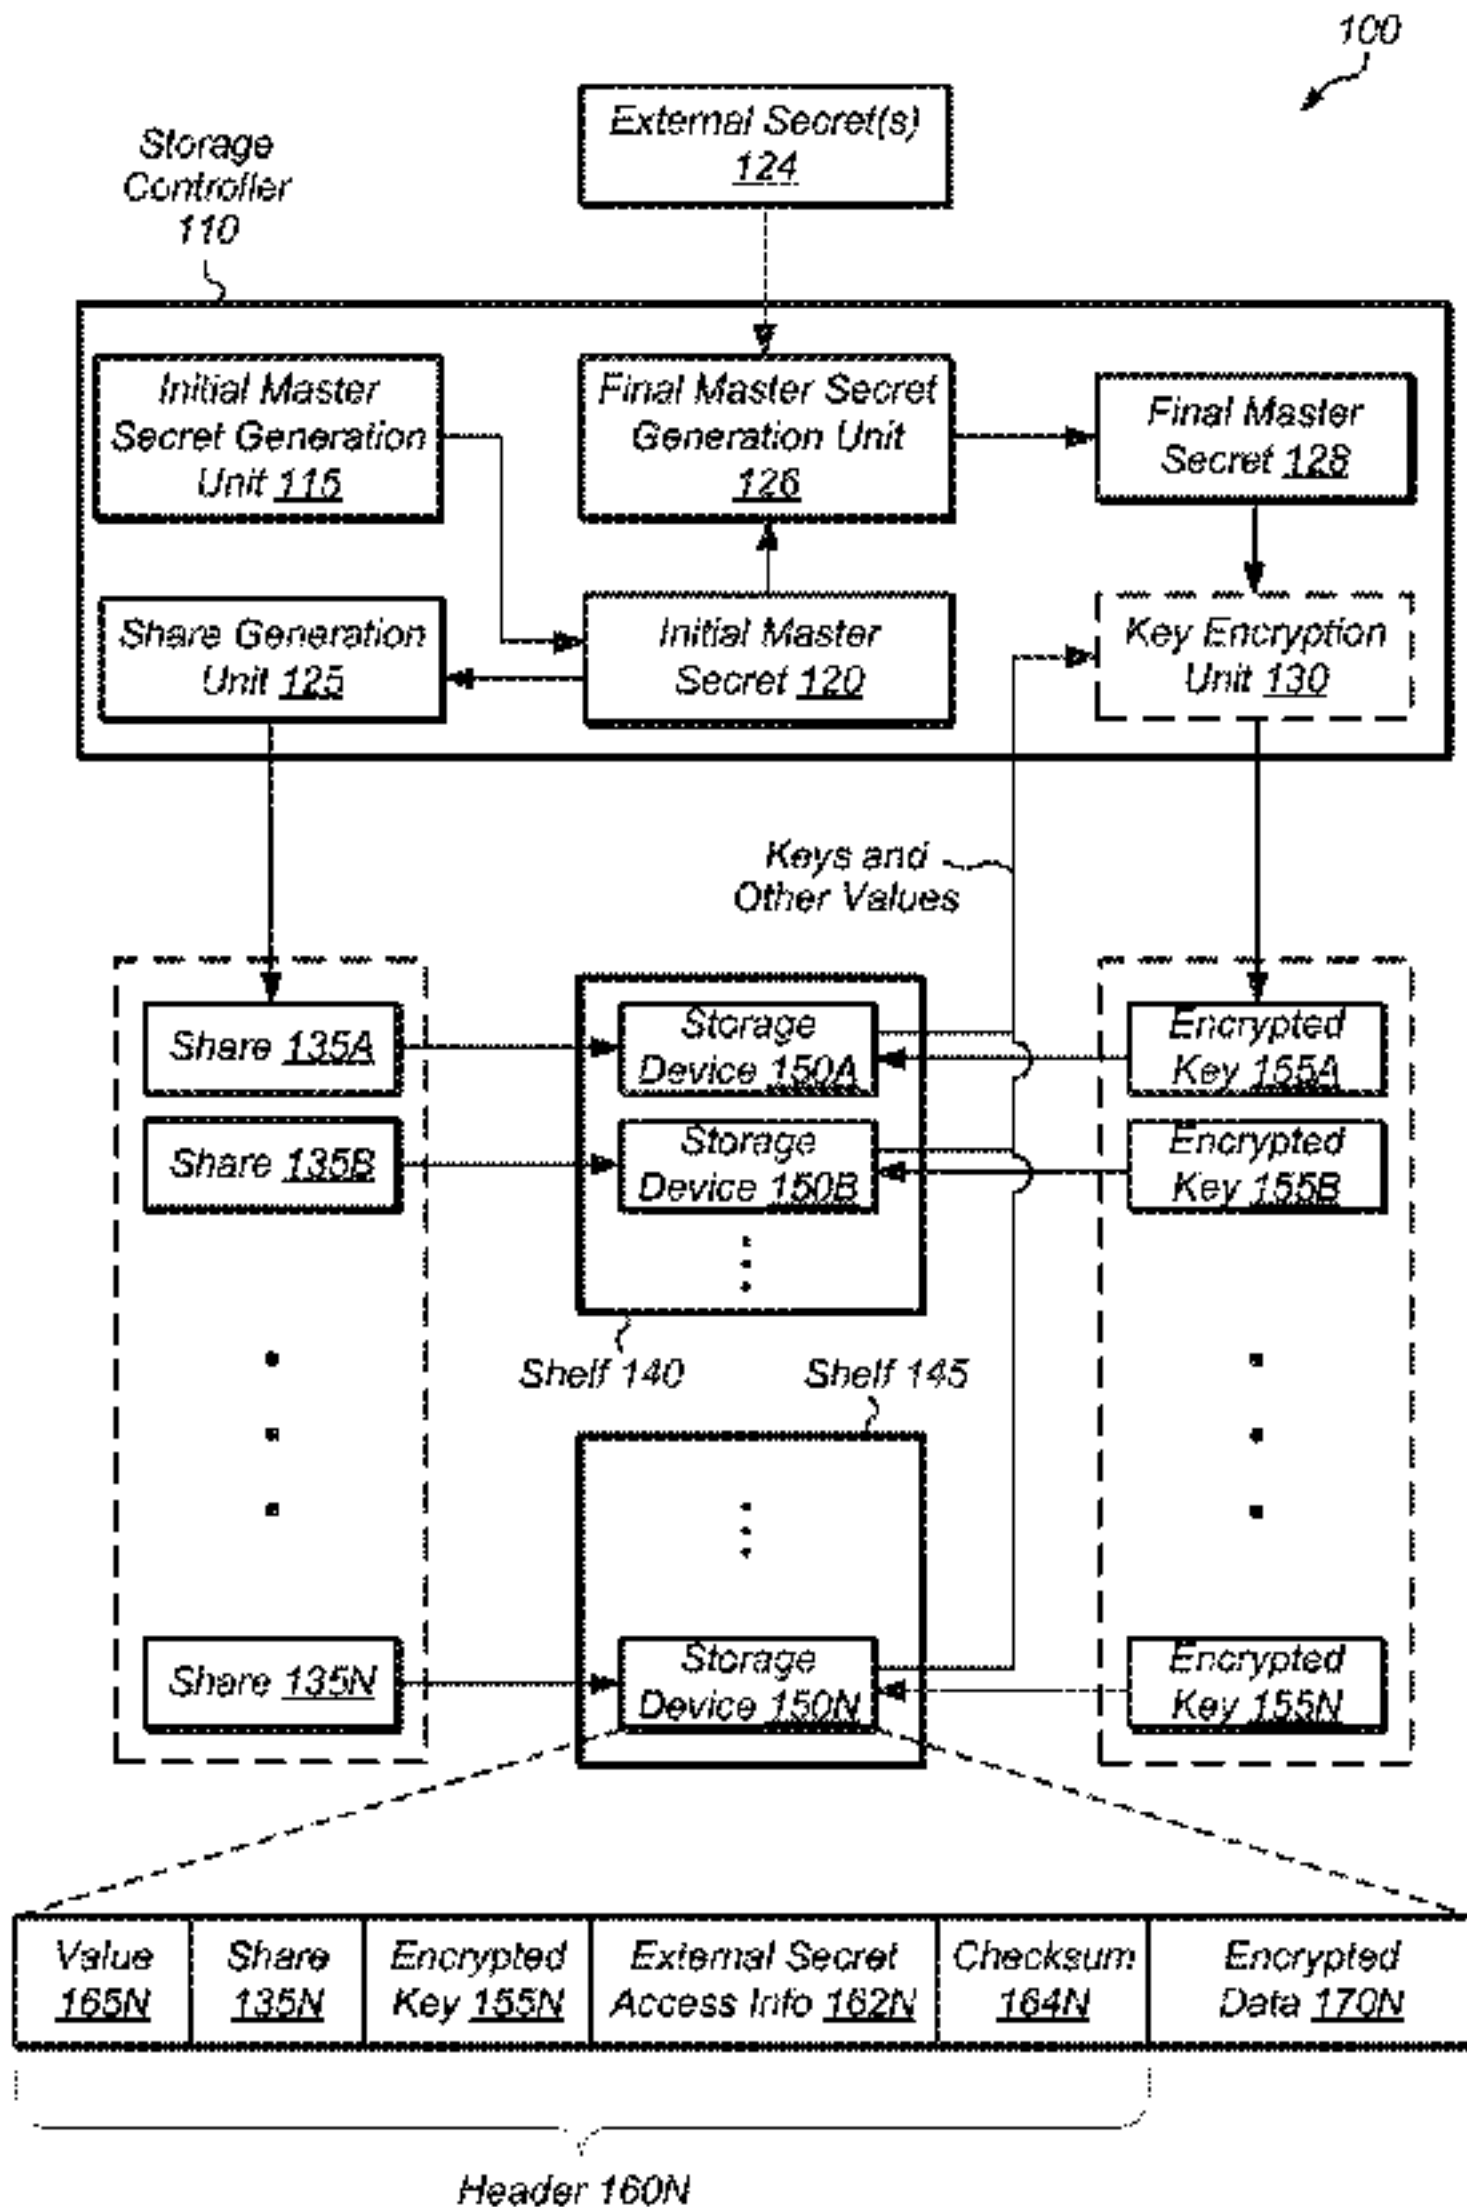 100
External Secret(s)
124
Storage
Controller
110
Initial Master
Secret Generation
Unit 115
Final Master Secret
Generation Unit
126
Final Master
Secret 128
Share Generation
Unit 125
Initial Master
Secret 120
Key Encryption
Unit 130
Keys and
Other Values
Share 135A
Storage
Device 150A
Encrypted
Key 155A
Share 135B
Storage
Device 150B
Encrypted
Key 155B
Shelf 140
Shelf 145
Share 135N
Storage
Device 150N
Encrypted
Key 155N
Value
165N
Share
135N
Encrypted
Key 155N
External Secret
Access Info 162N
Checksum
164N
Encrypted
Data 170N
Header 160N